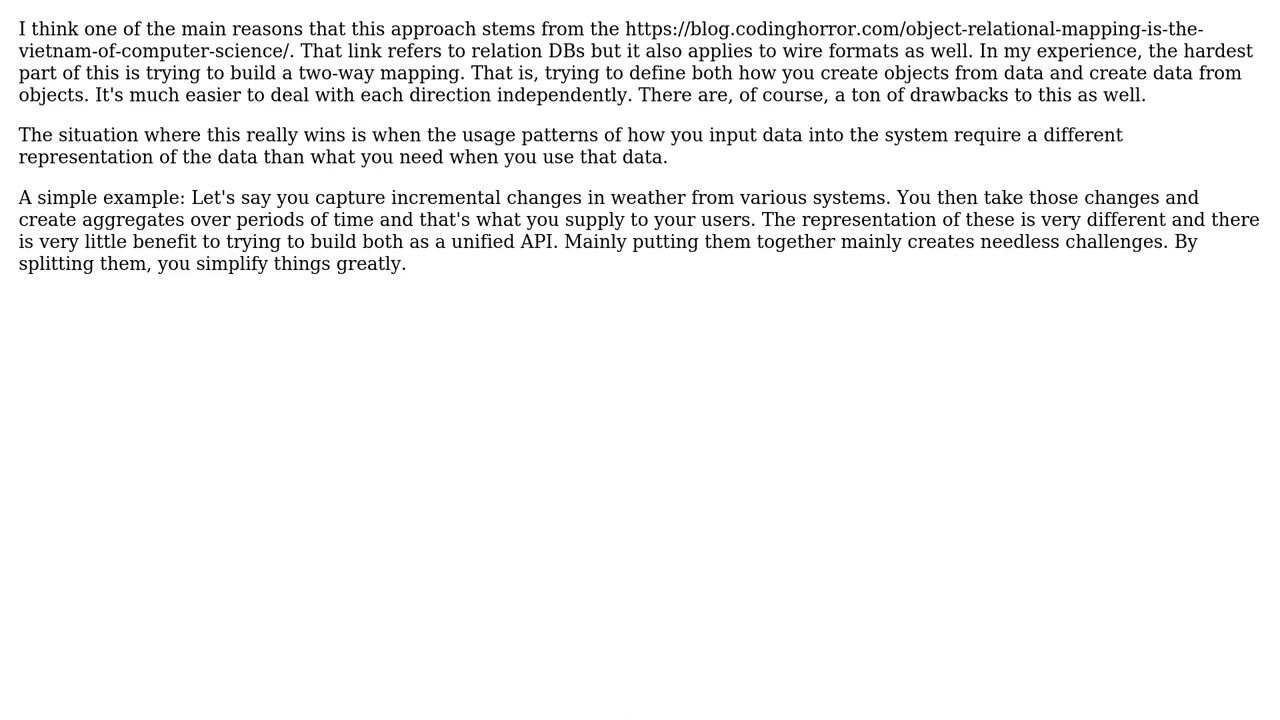 I think one of the main reasons that this approach stems from the https://blog.codinghorror.com/object-relational-mapping-is-the-
vietnam-of-computer-science/. That link refers to relation DBs but it also applies to wire formats as well. In my experience, the hardest
part of this is trying to build a two-way mapping. That is, trying to define both how you create objects from data and create data from
objects. It's much easier to deal with each direction independently. There are, of course, a ton of drawbacks to this as well.
The situation where this really wins is when the usage patterns of how you input data into the system require a different
representation of the data than what you need when you use that data.
A simple example: Let's say you capture incremental changes in weather from various systems. You then take those changes and
create aggregates over periods of time and that's what you supply to your users. The representation of these is very different and there
is very little benefit to trying to build both as a unified API. Mainly putting them together mainly creates needless challenges. By
splitting them, you simplify things greatly.